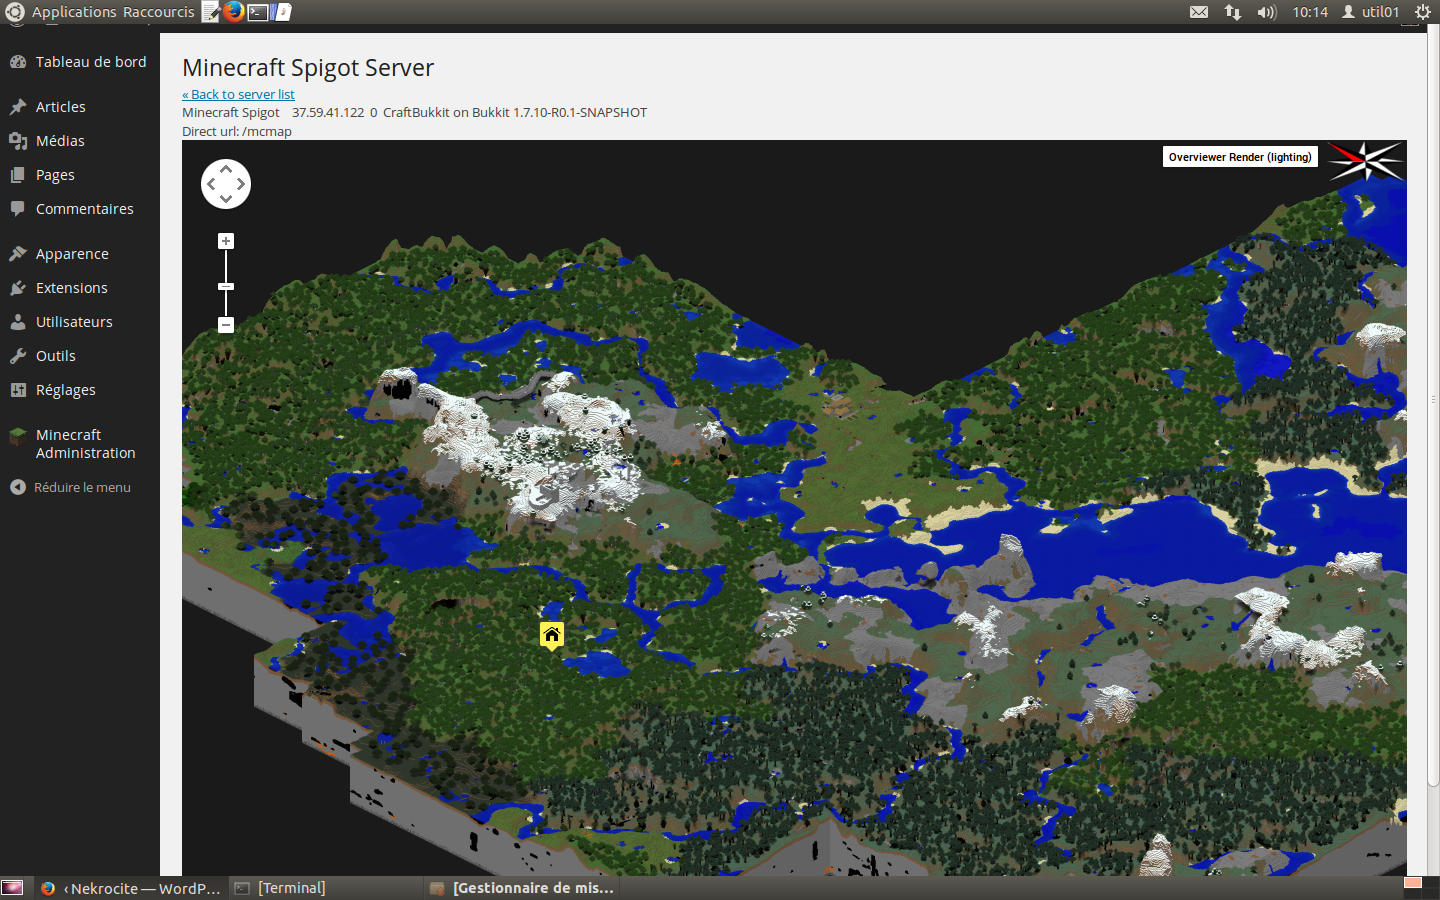 Applications Raccourcis
10:14 util01
Tableau de bord
Articles
Médias
Pages
Commentaires
Apparence
Extensions
Utilisateurs
Outils
Réglages
Minecraft
Administration
Réduire le menu
Minecraft Spigot Server
« Back to server list
Minecraft Spigot 37.59.41.122 0 CraftBukkit on Bukkit 1.7.10-R0.1-SNAPSHOT
Direct url: /mcmap
Overviewer Render (lighting)
‹ Nekrocite — WordP...
[Terminal]
[Gestionnaire de mis...